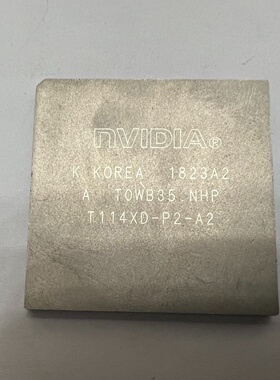 nVIDIA®
K KOREA 1823A2
A T0WB35.NHP
T114XD-P2-A2